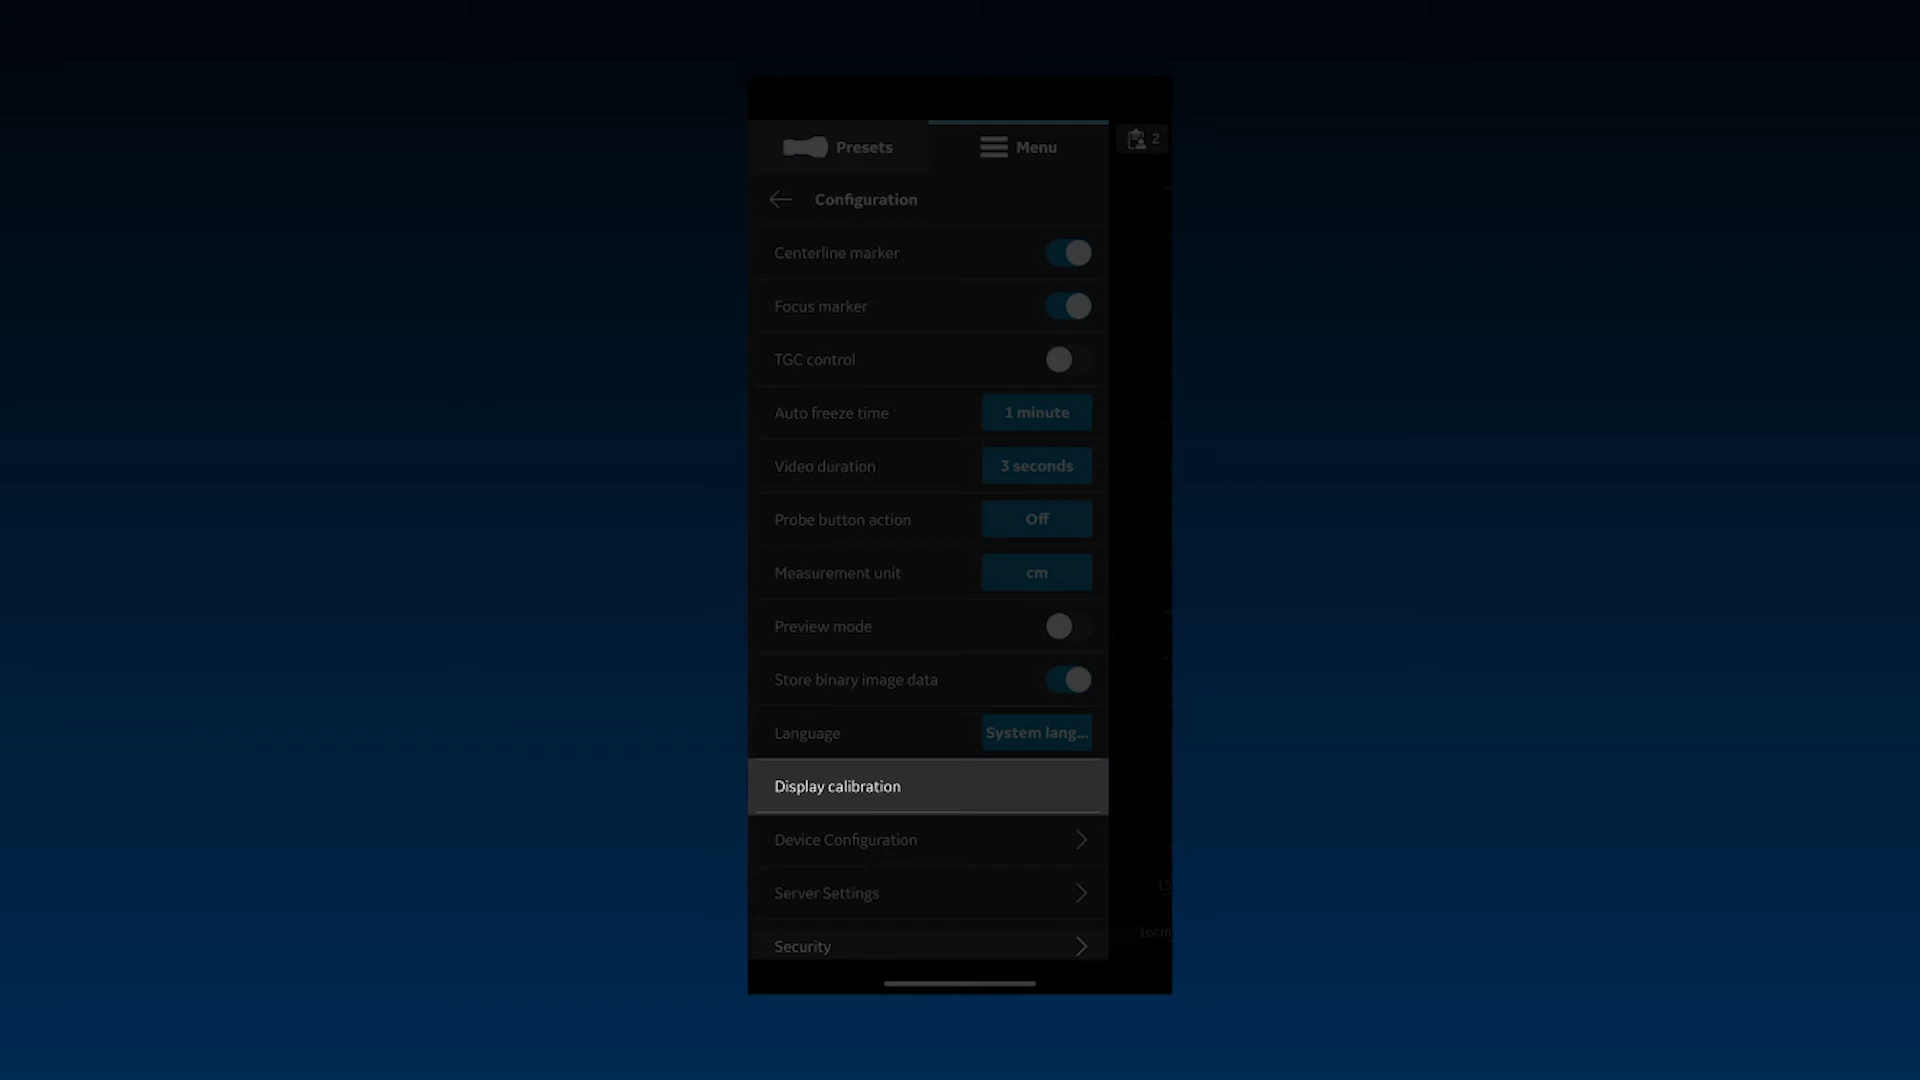 Presets
Menu
2
Configuration
Centerline marker
Focus marker
TGC control
Auto freeze time
1 minute
Video duration
3 seconds
Probe button action
Off
Measurement unit
cm
Preview mode
Store binary image data
Language
System lang...
Display calibration
Device Configuration
Server Settings
15
Security
16cm